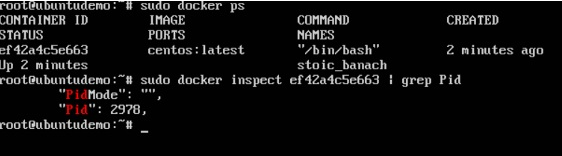 root@ubuntudemo:~# sudo docker ps
CONTAINER ID IMAGE COMMAND CREATED
STATUS PORTS NAMES
ef42a4c5e663 centos:latest "/bin/bash" 2 minutes ago
Up 2 minutes stoic_banach
root@ubuntudemo:~# sudo docker inspect ef42a4c5e663 | grep Pid
"PidMode": "",
"Pid": 2978,
root@ubuntudemo:~# _